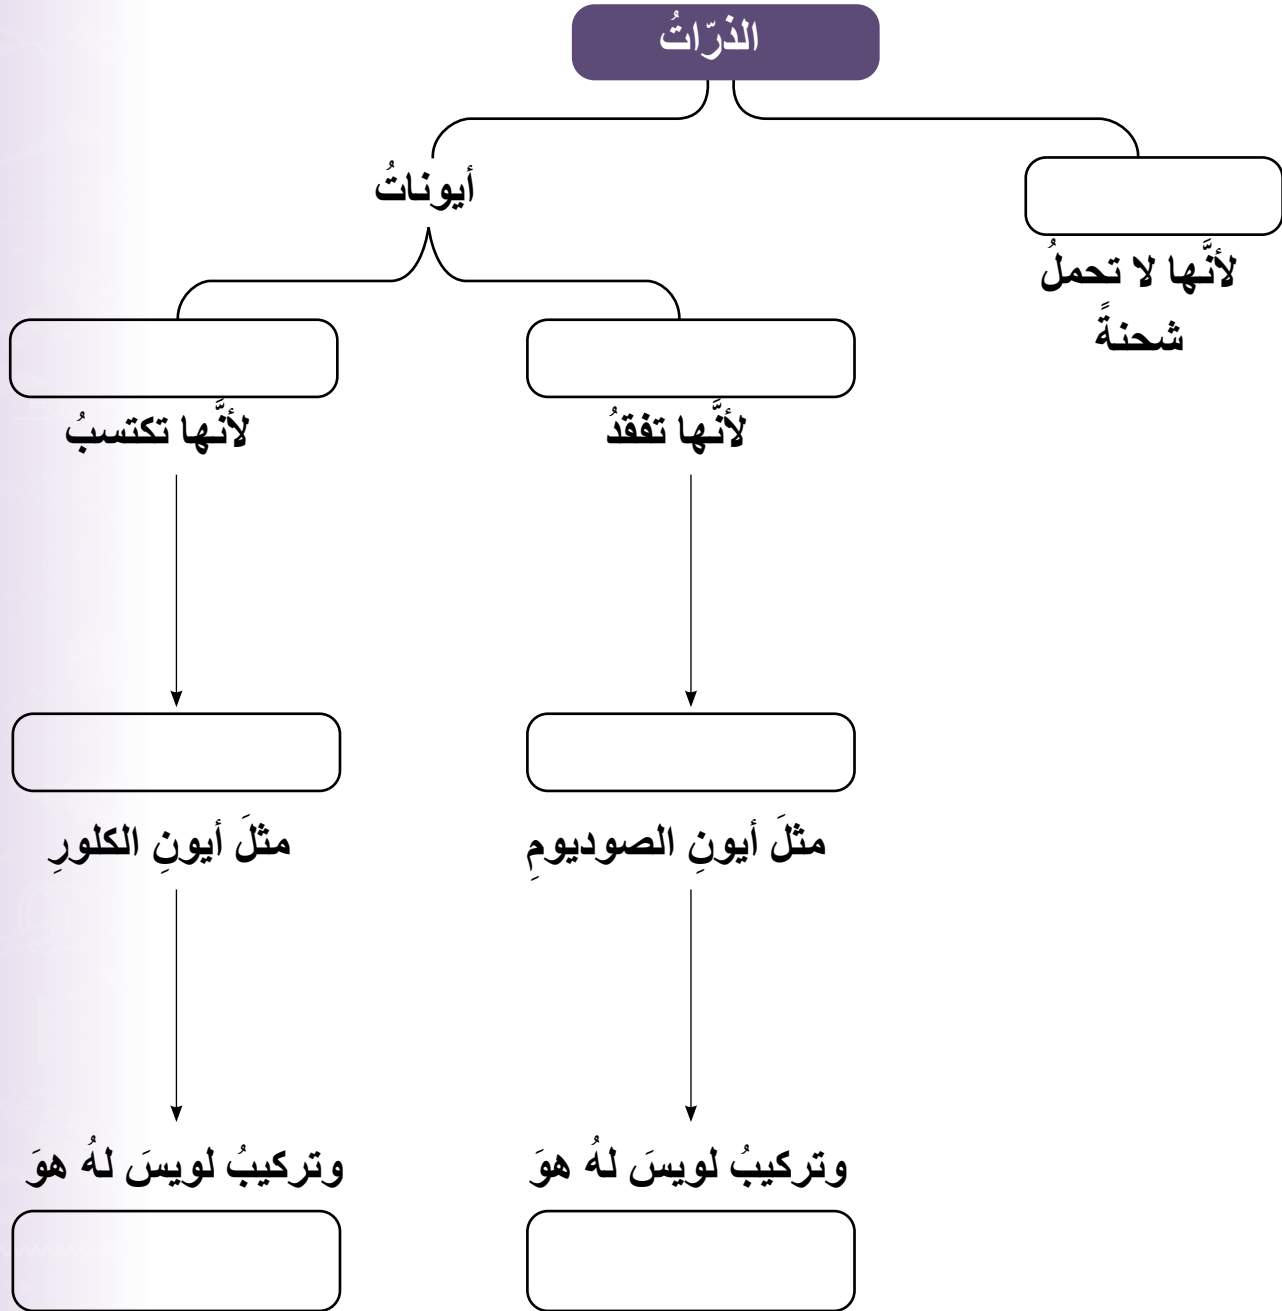 الذرّاتُ
أيوناتُ
لأنَّها لا تحملُ
شحنةً
لأنَّها تفقدُ
لأنَّها تكتسبُ
مثلَ أيونِ الصوديومِ
مثلَ أيونِ الكلورِ
وتركيبُ لويسَ لهُ هوَ
وتركيبُ لويسَ لهُ هوَ